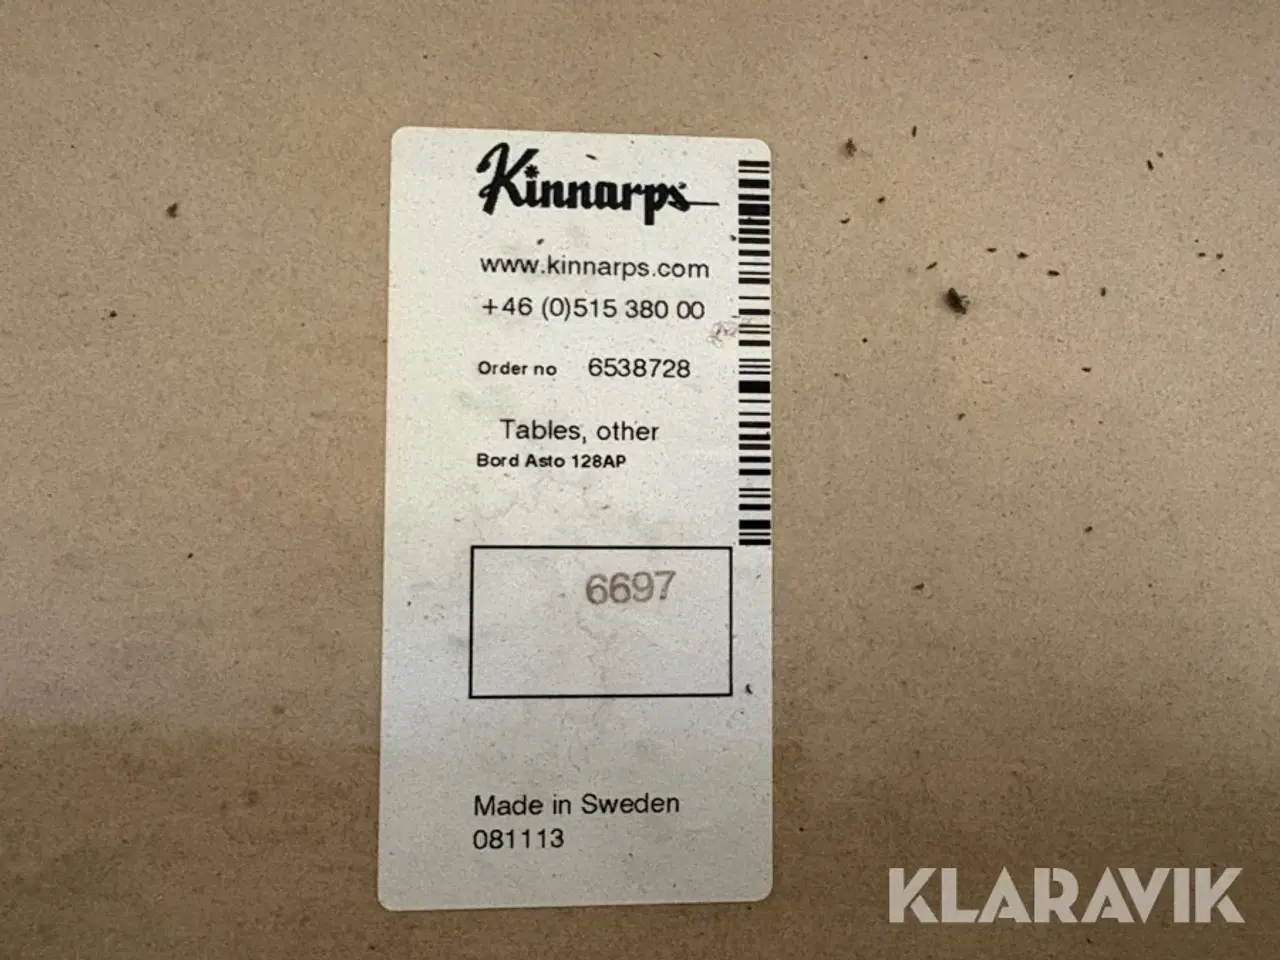 Kinnarps
www.kinnarps.com
+46 (0)515 380 00
Order no 6538728
Tables, other
Bord Asto 128AP
6697
Made in Sweden
081113
KLARAVIK